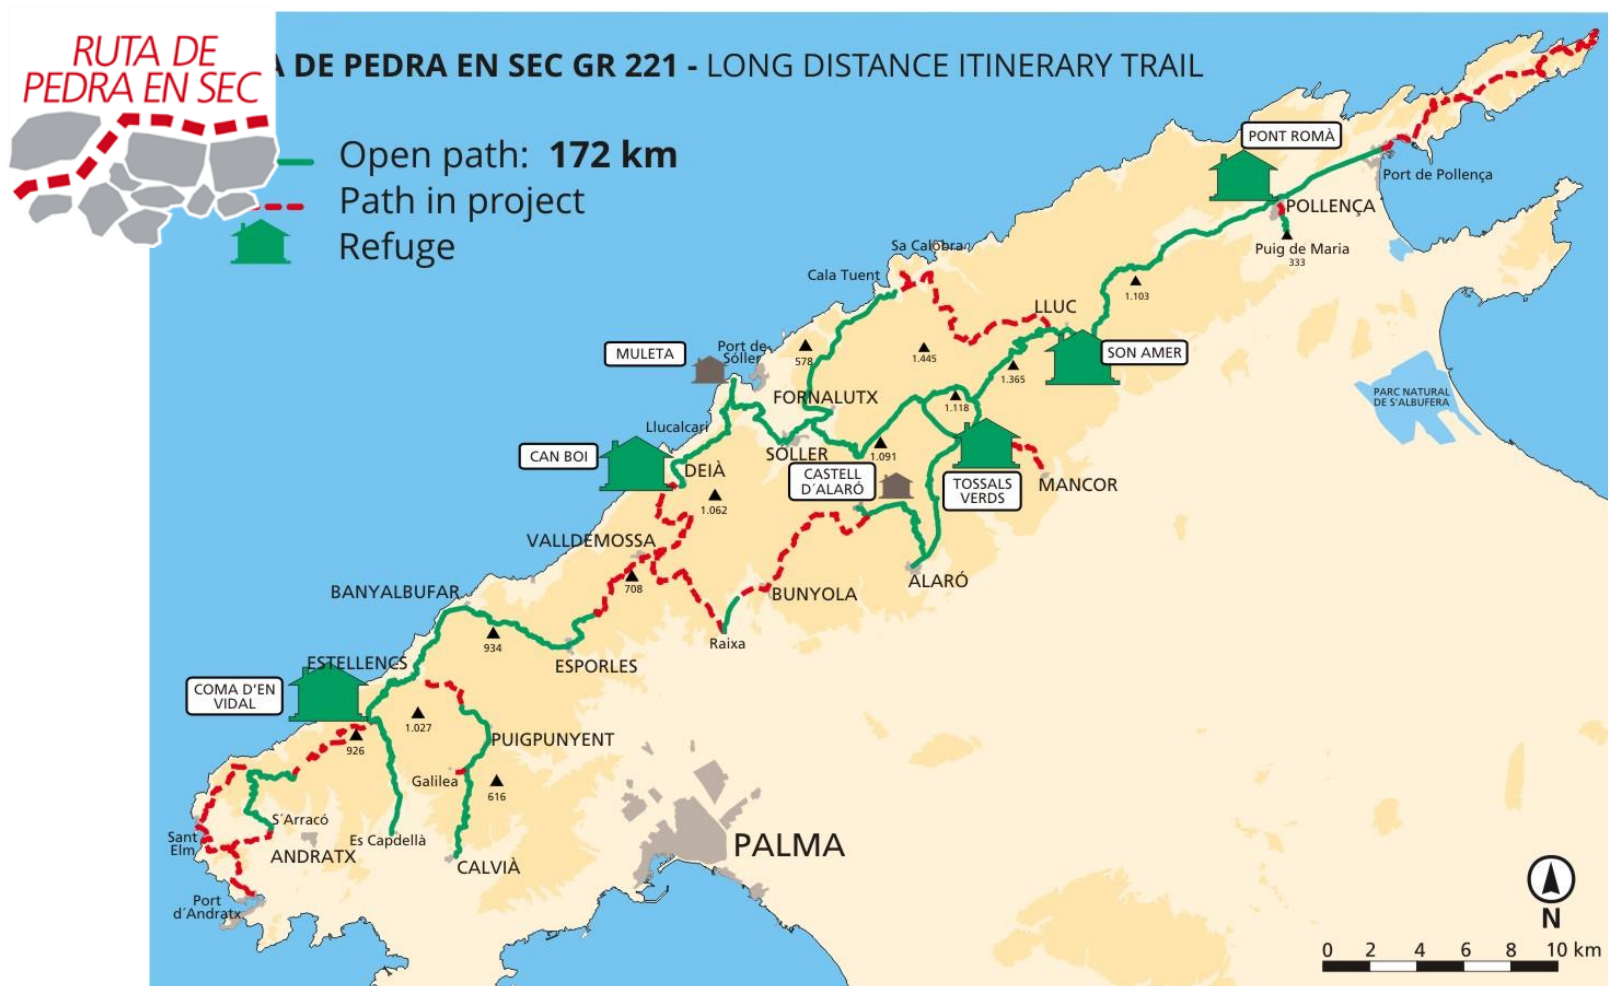 RUTA DE
PEDRA EN SEC
A DE PEDRA EN SEC GR 221 - LONG DISTANCE ITINERARY TRAIL
Open path: 172 km
Path in project
Refuge
PONT ROMÀ
Port de Pollença
POLLENÇA
Puig de Maria
333
Sa Calobra
Cala Tuent
1.103
LLUC
SON AMER
MULETA
Port de
Sóller
578
1.445
1.365
PARC NATURAL
DE S'ALBUFERA
FORNALUTX
1.118
Llucalcari
SÓLLER
1.091
CAN BOI
DEIÀ
CASTELL
D´ALARÓ
TOSSALS
VERDS
MANCOR
1.062
VALLDEMOSSA
708
ALARÓ
BUNYOLA
BANYALBUFAR
934
Raixa
ESTELLENCS
ESPORLES
COMA D'EN
VIDAL
1.027
926
PUIGPUNYENT
Galilea
616
S´Arracó
Sant
Elm
Es Capdellà
ANDRATX
CALVIÀ
PALMA
Port
d´Andratx
N
0 2 4 6 8 10 km